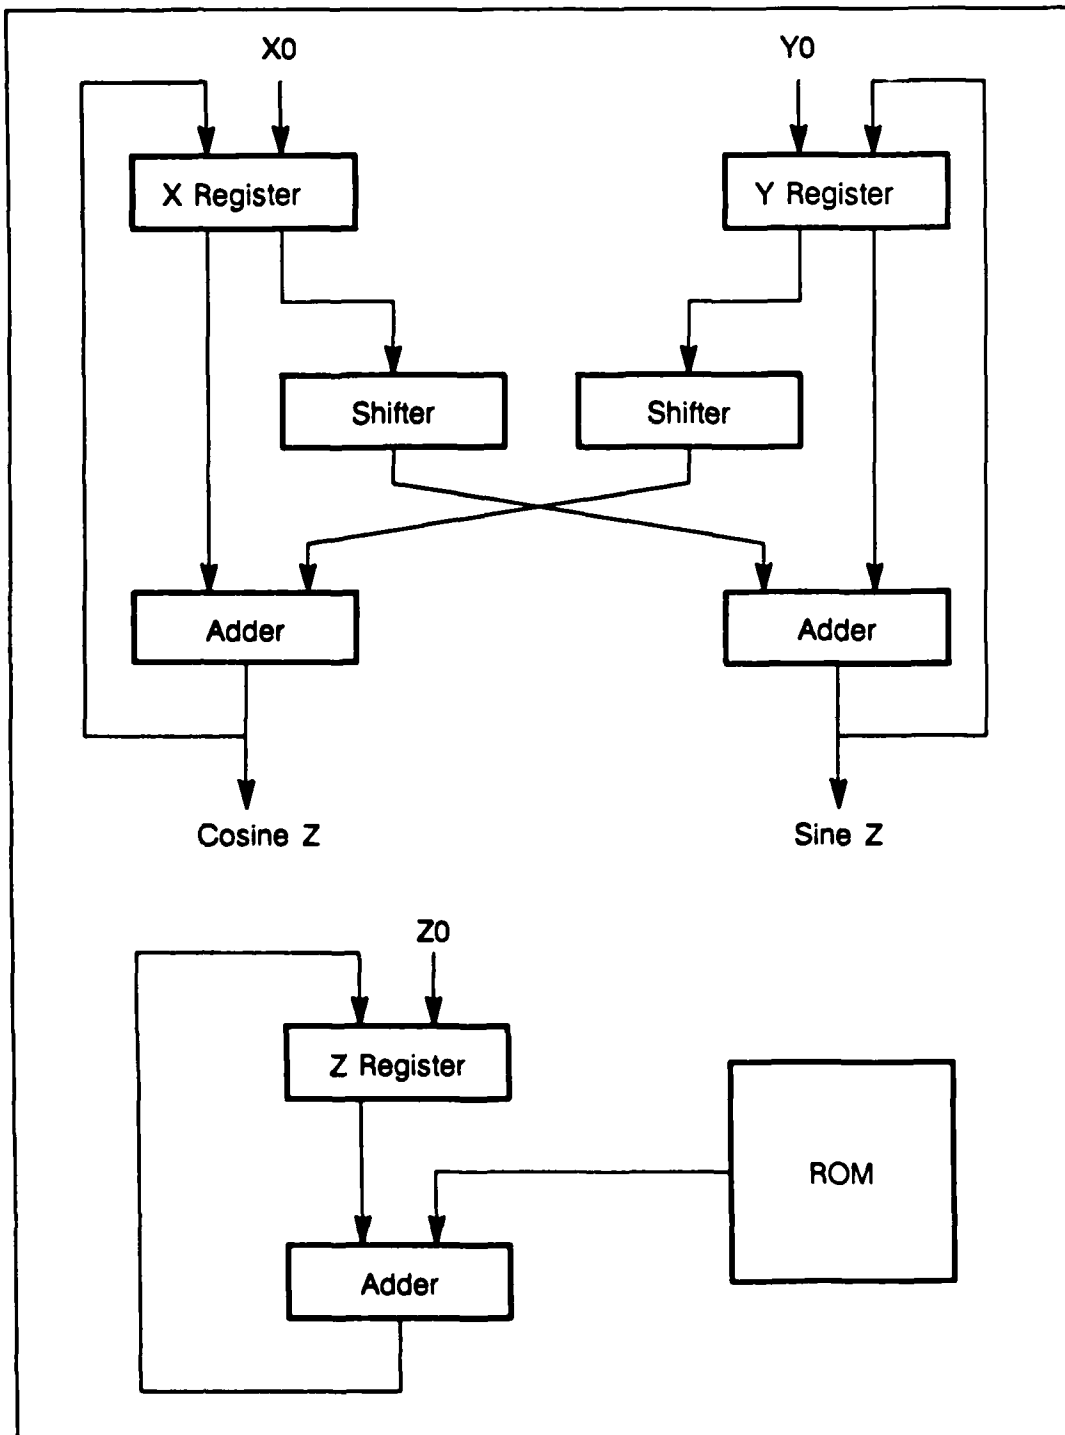 X0
Y0
X Register
Y Register
Shifter
Shifter
Adder
Adder
Cosine Z
Sine Z
Z0
Z Register
ROM
Adder